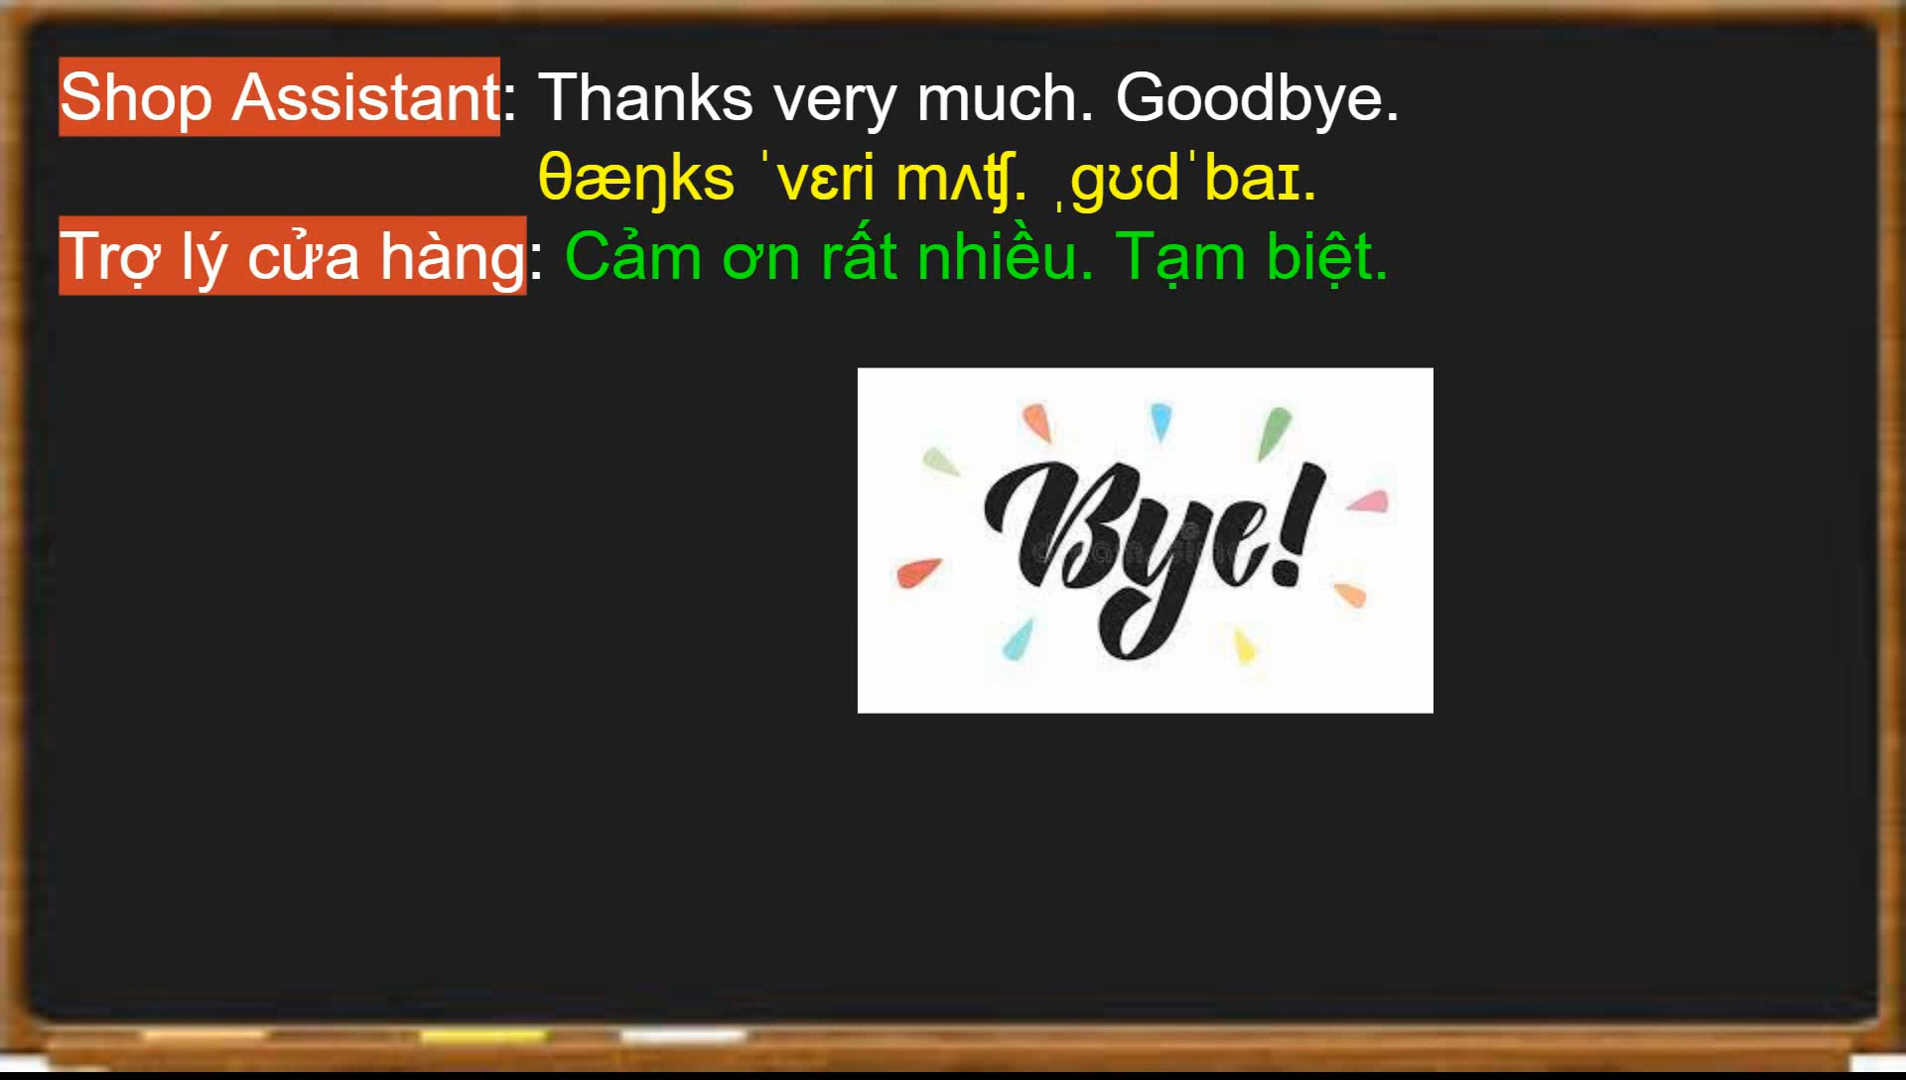 Shop Assistant: Thanks very much. Goodbye.
θæŋks ˈvɛri mʌʧ. ˌgʊdˈbaɪ.
Trợ lý cửa hàng: Cảm ơn rất nhiều. Tạm biệt.
Bye!